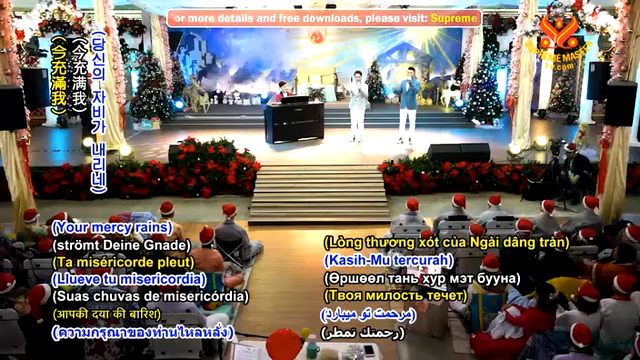 or more details and free downloads, please visit: Supreme
SUPREME MASTER
TV.com
(당신의 자비가 내리네)
(今充满我)
(今充滿我)
(Your mercy rains)
(strömt Deine Gnade)
(Ta miséricorde pleut)
(Llueve tu misericordia)
(Suas chuvas de misericórdia)
(आपकी दया की बारिश)
(ความกรุณาของท่านไหลหลั่ง)
(Lòng thương xót của Ngài dâng tràn)
(Kasih-Mu tercurah)
(Өршөөл тань хур мэт бууна)
(Твоя милость течет)
(مرحمت تو میبارد)
(رحمتك تمطر)